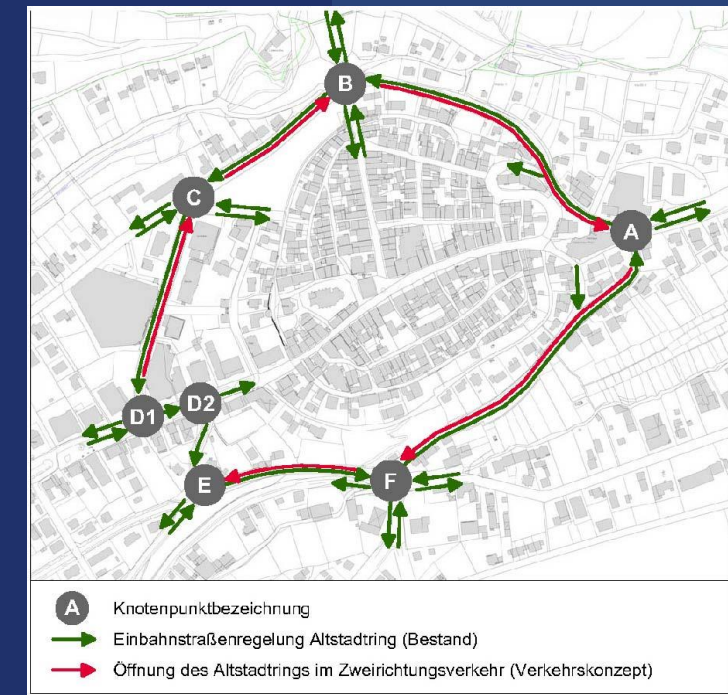 B
A
C
D1
D2
E
F
A Knotenpunktbezeichnung
Einbahnstraßenregelung Altstadtring (Bestand)
Öffnung des Altstadtrings im Zweirichtungsverkehr (Verkehrskonzept)